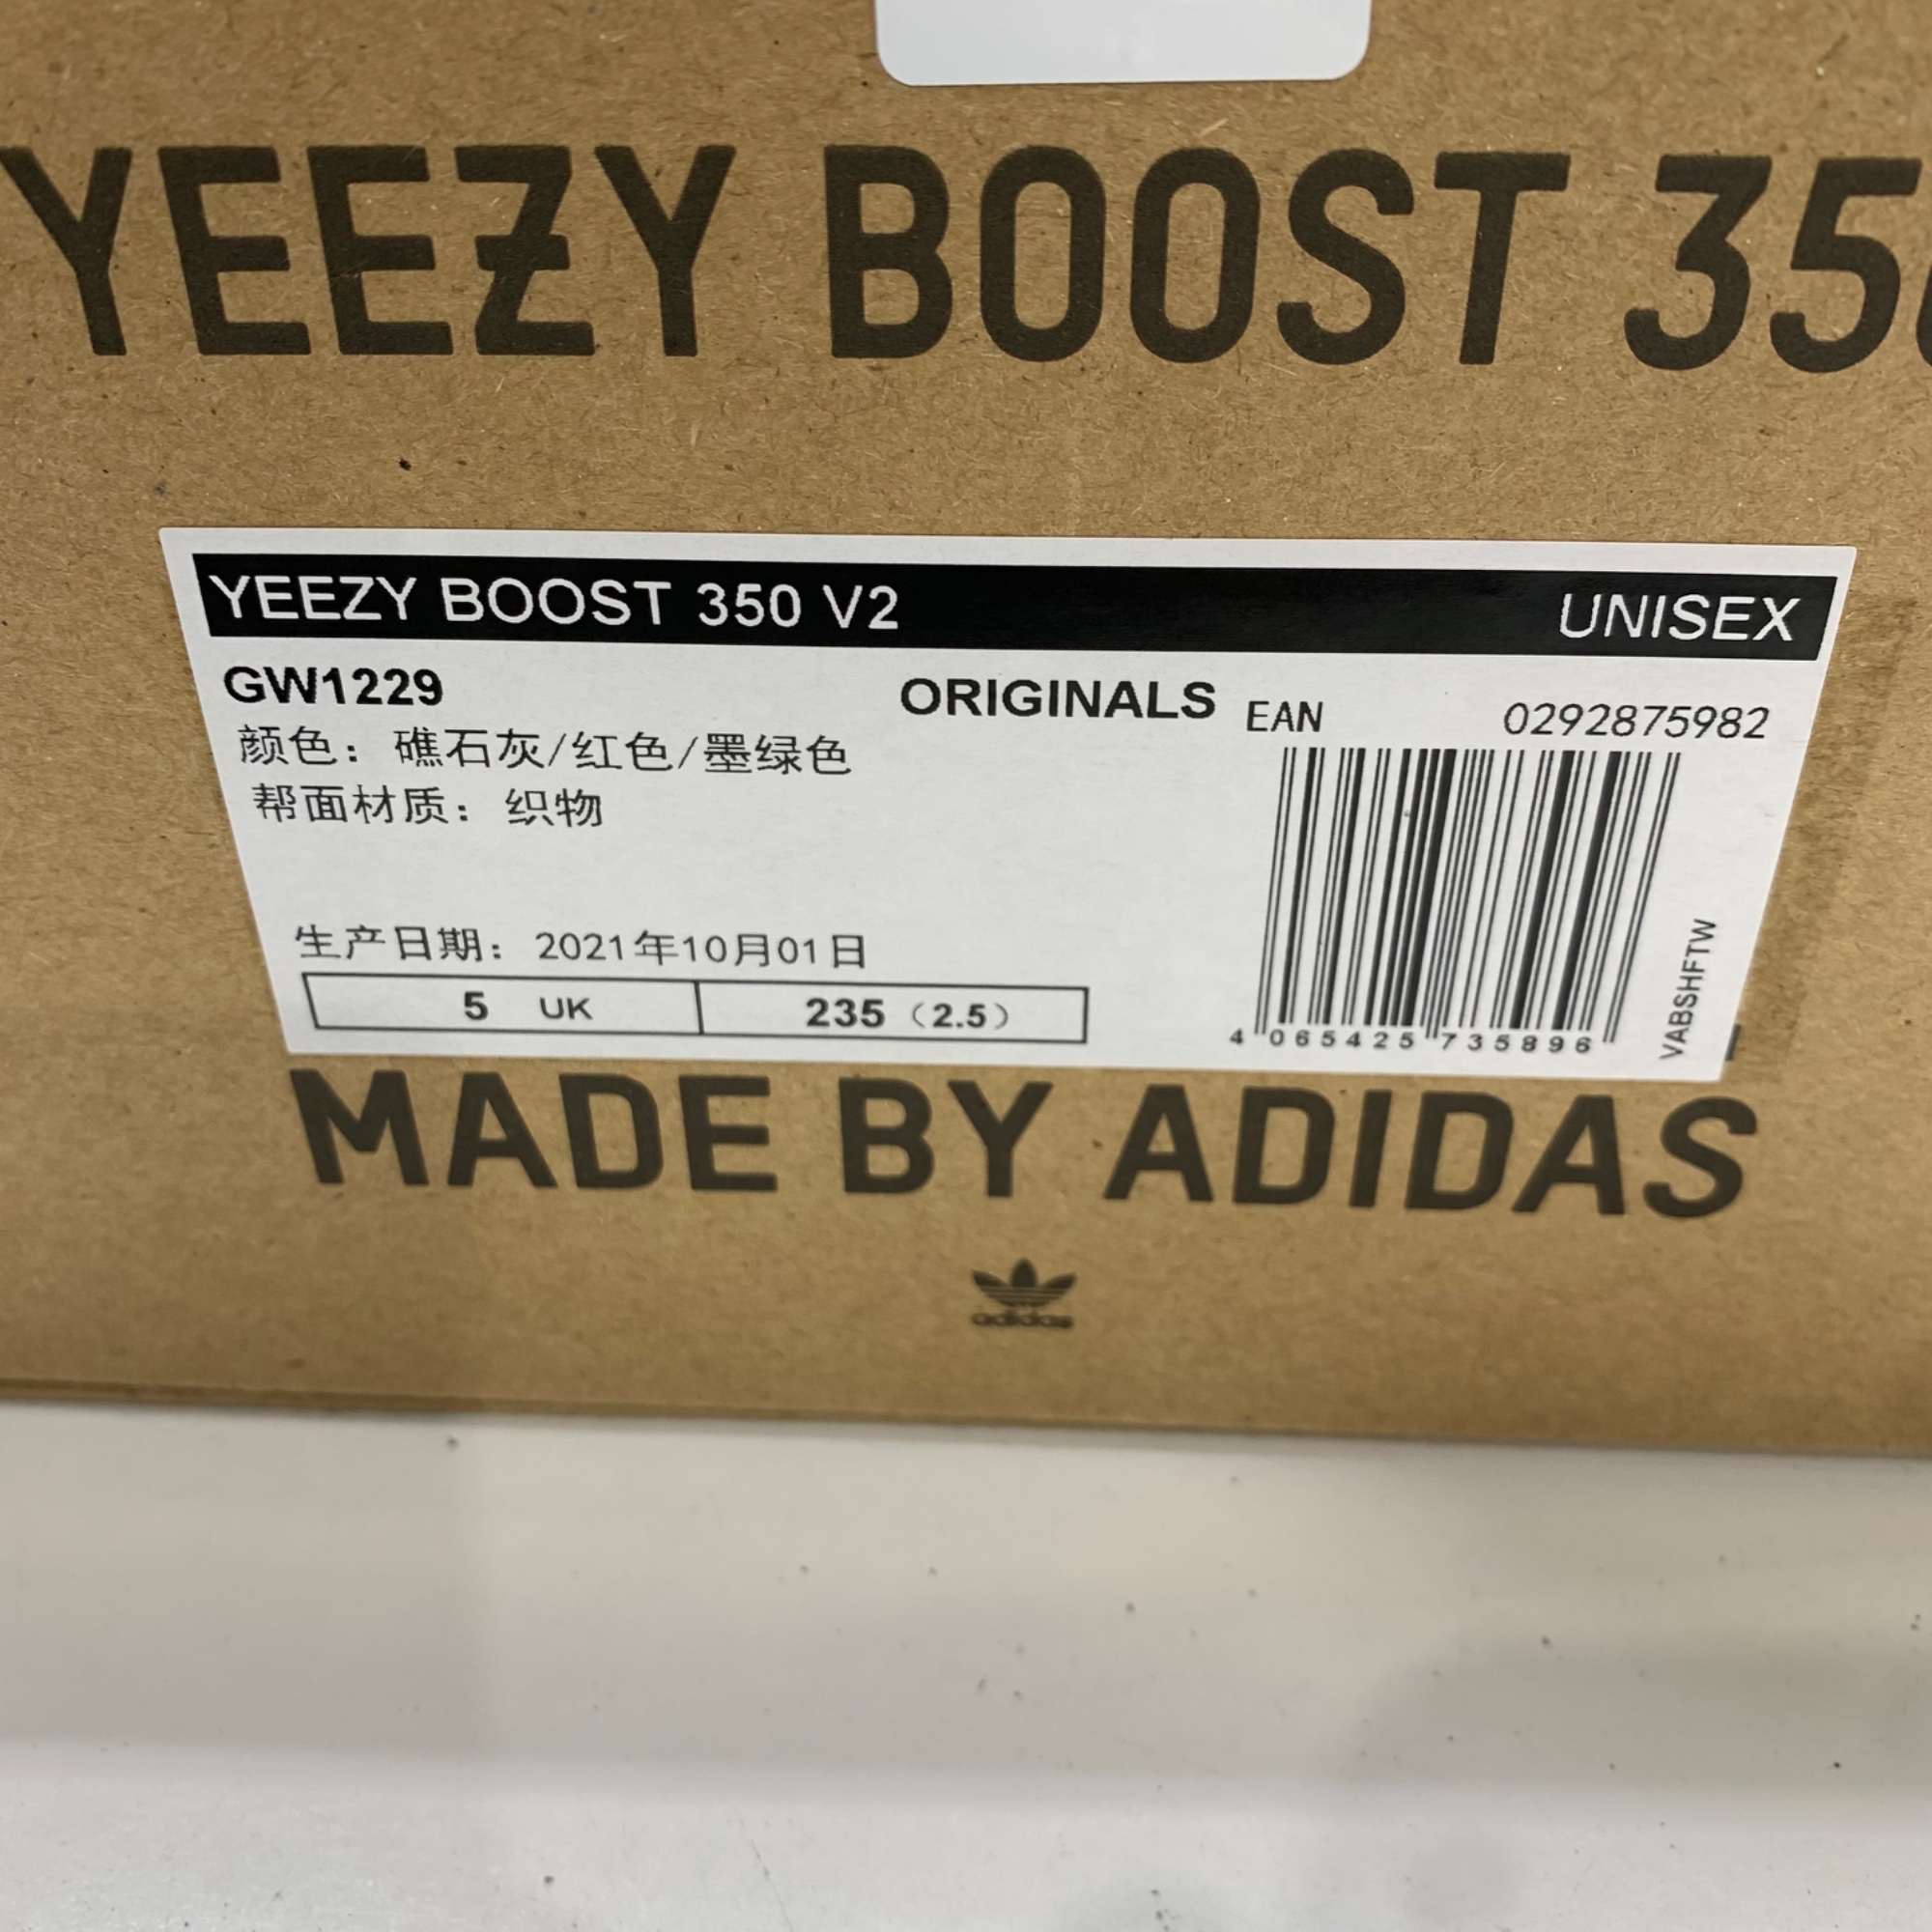 YEEZY BOOST 35
YEEZY BOOST 350 V2 UNISEX
GW1229 ORIGINALS EAN 0292875982
颜色：礁石灰/红色/墨绿色
帮面材质：织物
生产日期：2021年10月01日
5 UK 235（2.5）
4 065425 735896
VABSHFTW
MADE BY ADIDAS
adidas